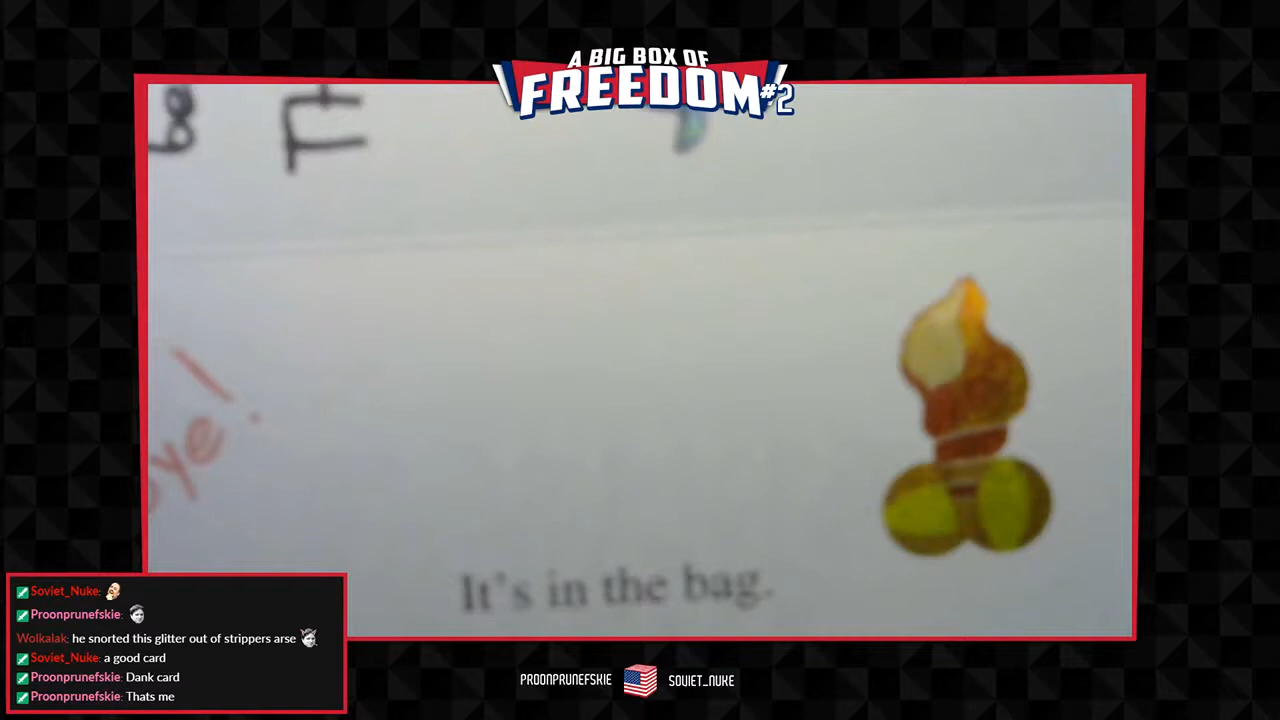 A BIG BOX OF
FREEDOM #2
ye!
It's in the bag.
Soviet_Nuke:
Proonprunefskie:
Wolkalak: he snorted this glitter out of strippers arse
Soviet_Nuke: a good card
Proonprunefskie: Dank card
Proonprunefskie: Thats me
PROONPRUNEFSKIE
SOVIET_NUKE